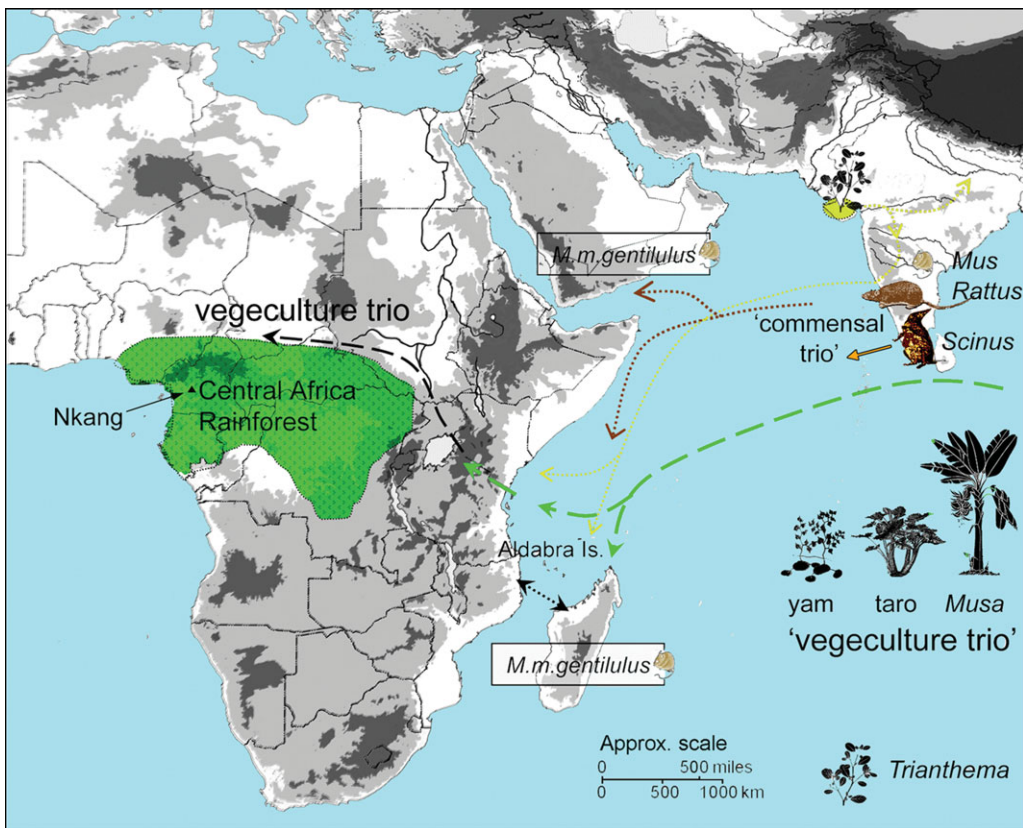 M.m.gentilulus
vegeculture trio
Mus
Rattus
'commensal
trio'
Scinus
Nkang
Central Africa
Rainforest
Aldabra Is.
yam
taro
Musa
'vegeculture trio'
M.m.gentilulus
Approx. scale
0
500 miles
0
500
1000 km
Trianthema